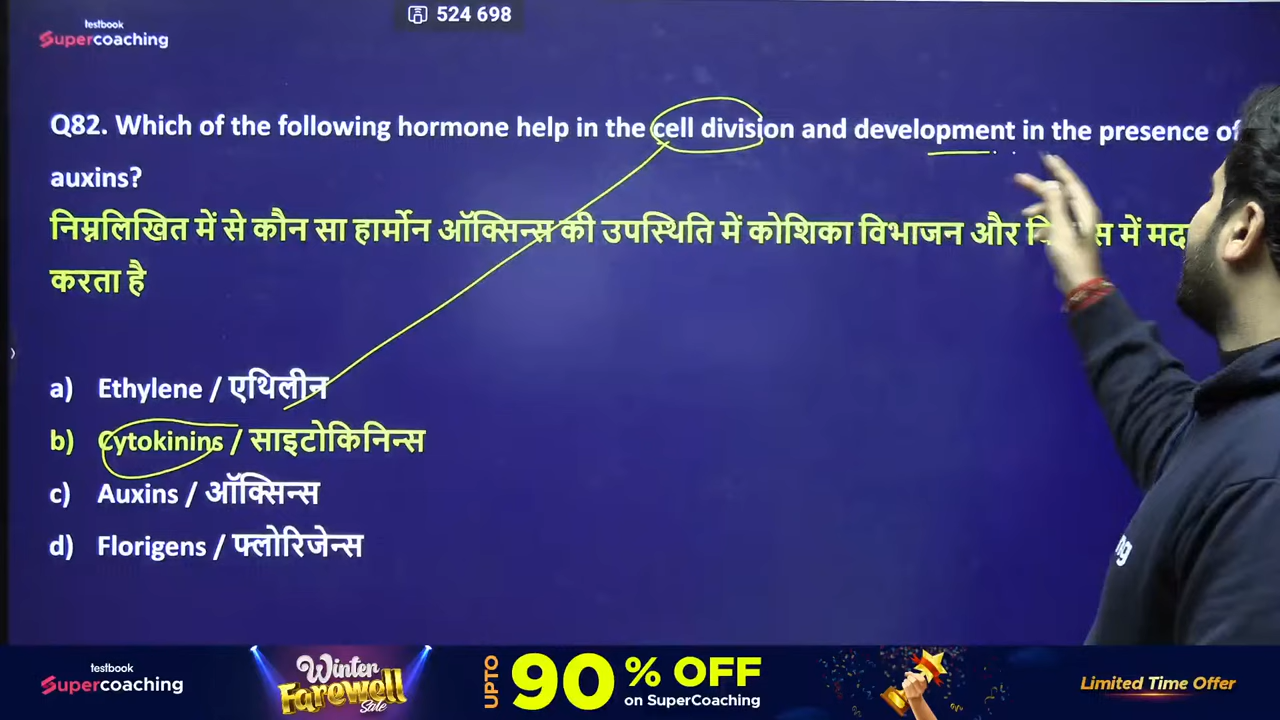 testbook
Supercoaching
524 698
Q82. Which of the following hormone help in the cell division and development in the presence of
auxins?
निम्नलिखित में से कौन सा हार्मोन ऑक्सिन्स की उपस्थिति में कोशिका विभाजन और में
करता है
a) Ethylene / एथिलीन
b) Cytokinins / साइटोकिनिन्स
c) Auxins / ऑक्सिन्स
d) Florigens / फ्लोरिजेन्स
ng
testbook
Supercoaching
Winter
Farewell
Sale
UPTO
90% OFF
on SuperCoaching
Limited Time Offer